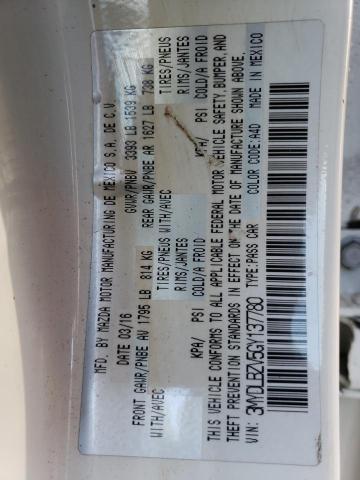 MFD. BY MAZDA MOTOR MANUFACTURING DE MEXICO S.A. DE C.V.
DATE 03/16 GVWR/PNBV 3393 LB 1539 KG
FRONT GAWR/PNBE AV 1795 LB 814 KG REAR GAWR/PNBE AR 1627 LB 738 KG
WITH/AVEC TIRES/PNEUS WITH/AVEC TIRES/PNEUS
RIMS/JANTES RIMS/JANTES
KPA/ PSI COLD/A FROID KPA/ PSI COLD/A FROID
THIS VEHICLE CONFORMS TO ALL APPLICABLE FEDERAL MOTOR VEHICLE SAFETY, BUMPER, AND
THEFT PREVENTION STANDARDS IN EFFECT ON THE DATE OF MANUFACTURE SHOWN ABOVE.
VIN: 3MYDLBZV5GY137780 TYPE:PASS CAR COLOR CODE:A4D MADE IN MEXICO